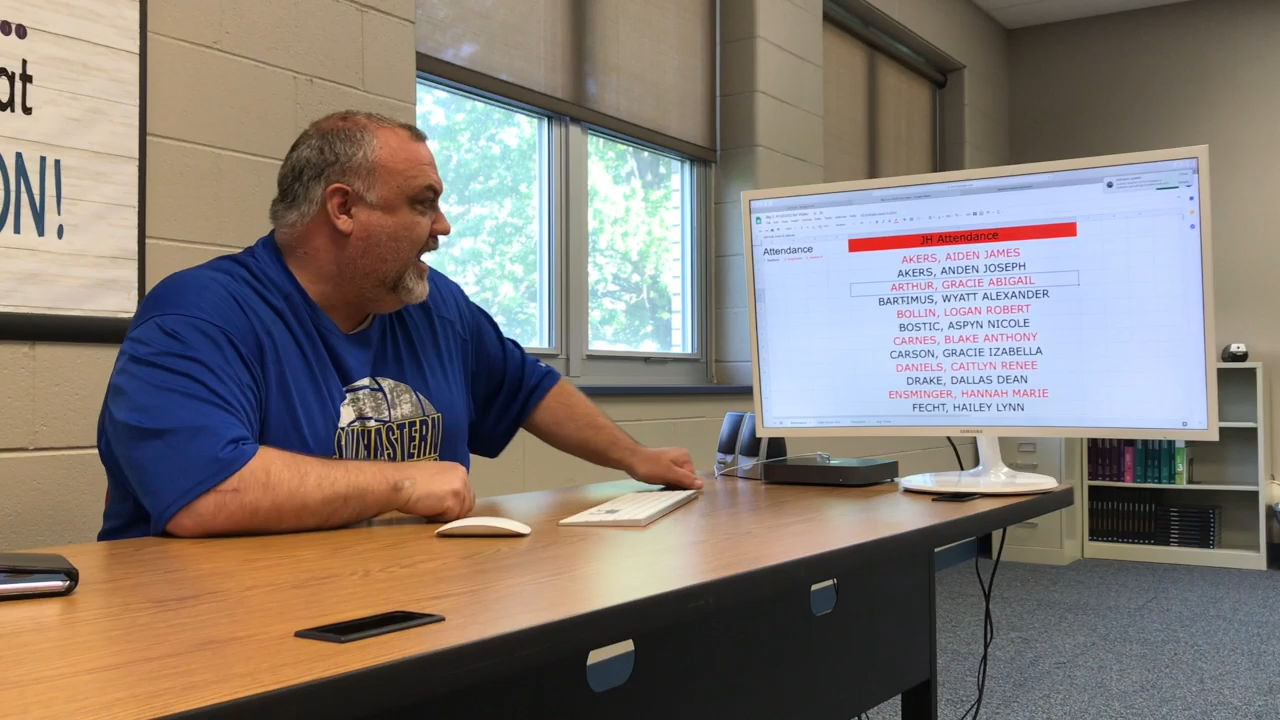 at
ON!
JH Attendance
Attendance
AKERS, AIDEN JAMES
AKERS, ANDEN JOSEPH
ARTHUR, GRACIE ABIGAIL
BARTIMUS, WYATT ALEXANDER
BOLLIN, LOGAN ROBERT
BOSTIC, ASPYN NICOLE
CARNES, BLAKE ANTHONY
CARSON, GRACIE IZABELLA
DANIELS, CAITLYN RENEE
DRAKE, DALLAS DEAN
ENSMINGER, HANNAH MARIE
FECHT, HAILEY LYNN
SAMSUNG